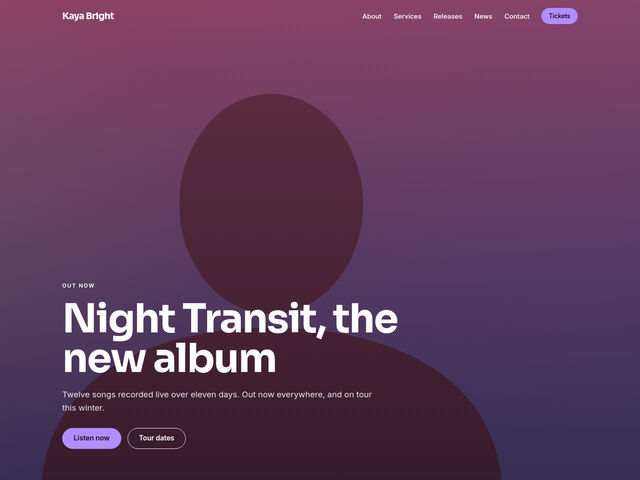 Kaya Bright
About
Services
Releases
News
Contact
Tickets
OUT NOW
Night Transit, the
new album
Twelve songs recorded live over eleven days. Out now everywhere, and on tour
this winter.
Listen now
Tour dates